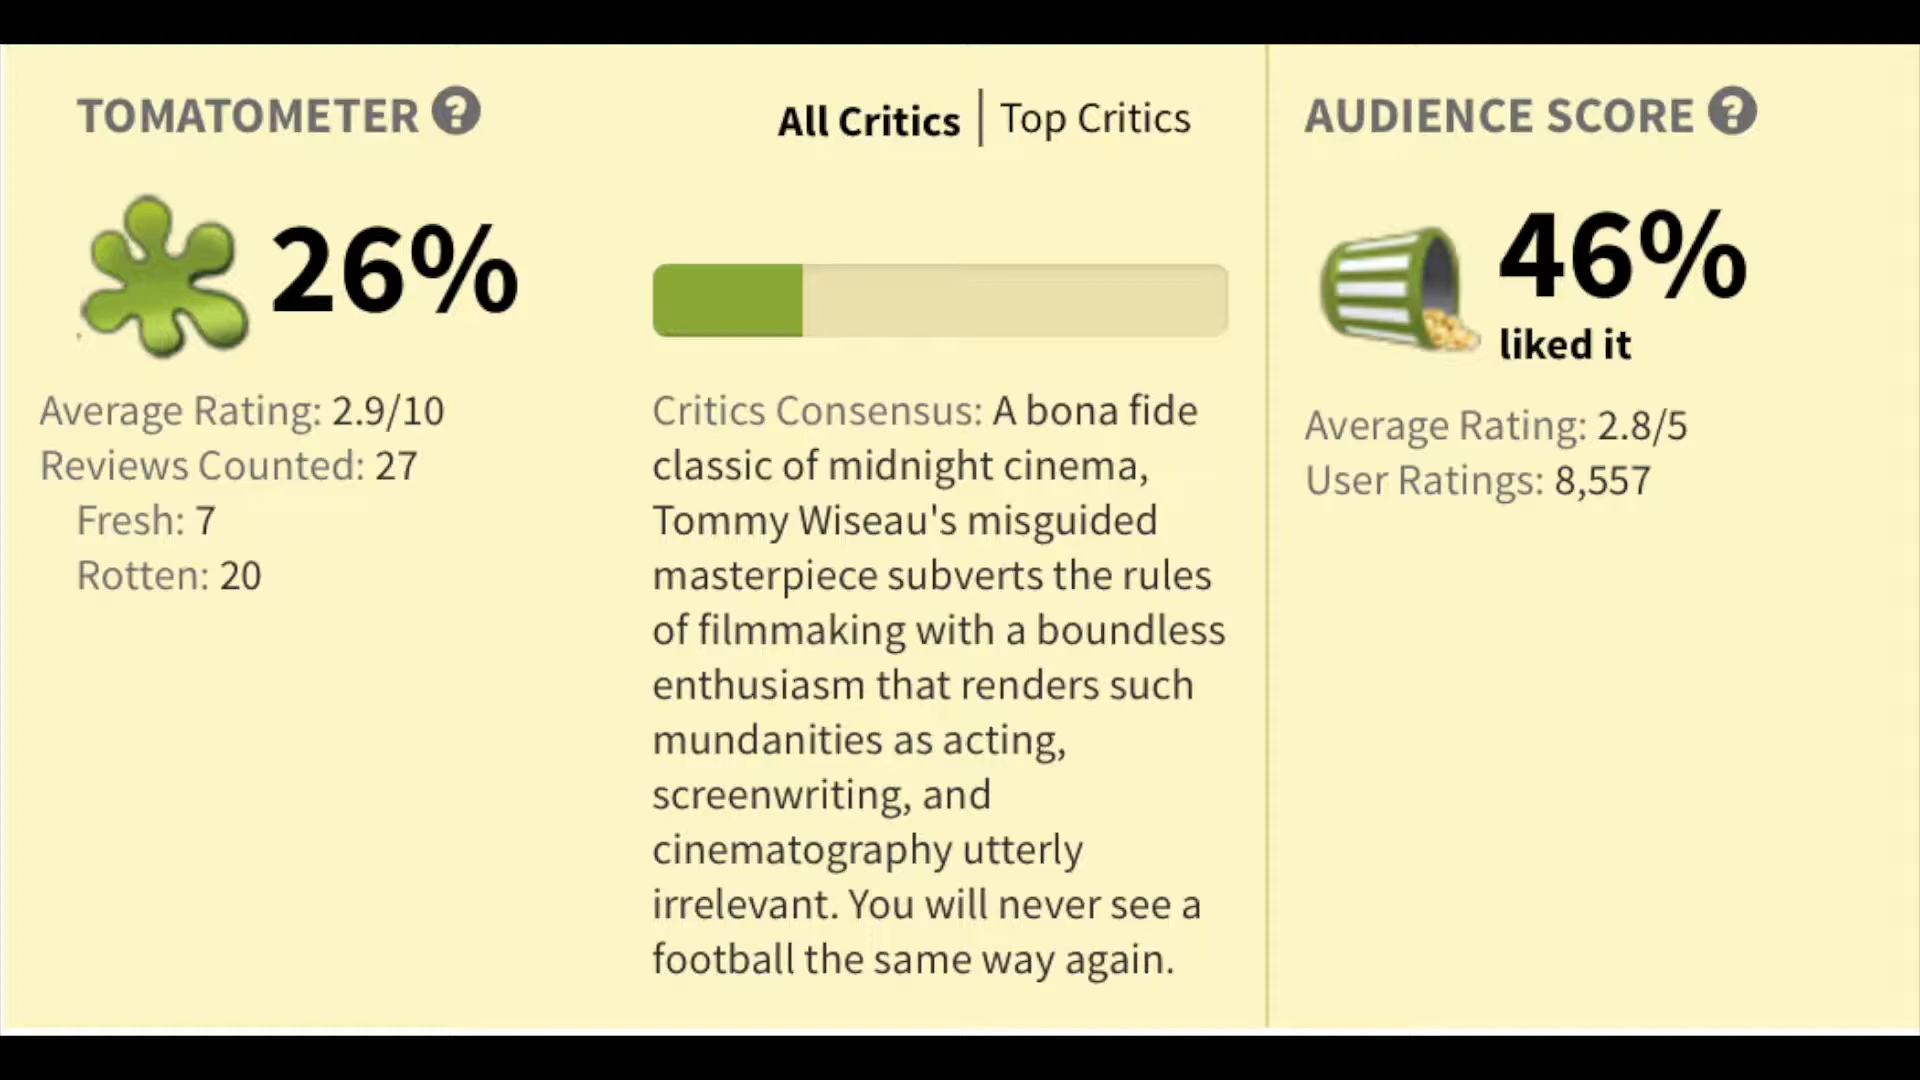 TOMATOMETER ?
All Critics | Top Critics
26%
Average Rating: 2.9/10
Reviews Counted: 27
Fresh: 7
Rotten: 20
Critics Consensus: A bona fide
classic of midnight cinema,
Tommy Wiseau's misguided
masterpiece subverts the rules
of filmmaking with a boundless
enthusiasm that renders such
mundanities as acting,
screenwriting, and
cinematography utterly
irrelevant. You will never see a
football the same way again.
AUDIENCE SCORE ?
46%
liked it
Average Rating: 2.8/5
User Ratings: 8,557